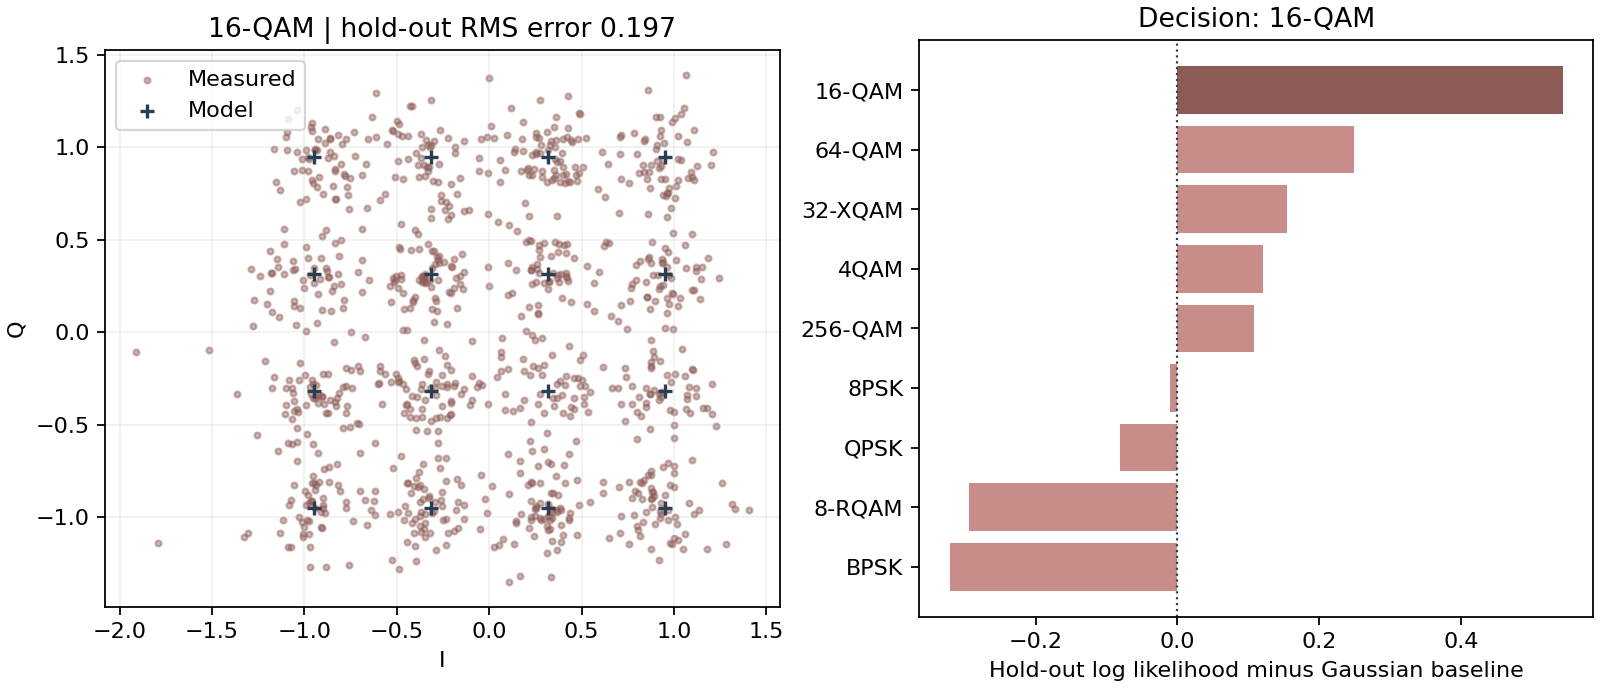 16-QAM | hold-out RMS error 0.197
Measured
Model
1.5
1.0
0.5
0.0
−0.5
−1.0
Q
−2.0 −1.5 −1.0 −0.5 0.0 0.5 1.0 1.5
I
Decision: 16-QAM
16-QAM
64-QAM
32-XQAM
4QAM
256-QAM
8PSK
QPSK
8-RQAM
BPSK
−0.2 0.0 0.2 0.4
Hold-out log likelihood minus Gaussian baseline